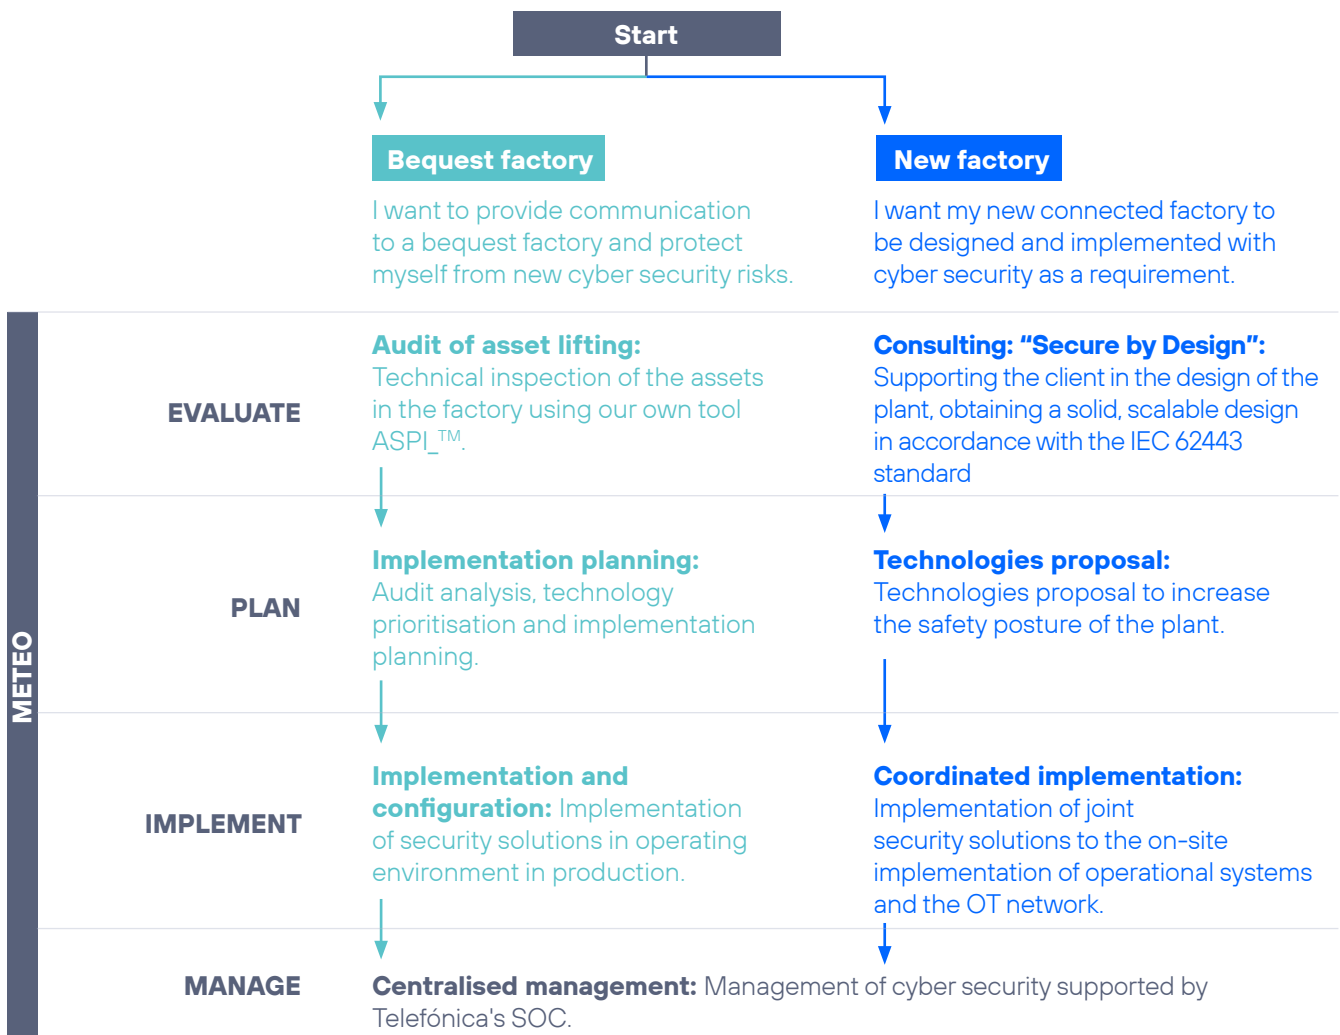 Start
Bequest factory
I want to provide communication
to a bequest factory and protect
myself from new cyber security risks.
New factory
I want my new connected factory to
be designed and implemented with
cyber security as a requirement.
METEO
EVALUATE
Audit of asset lifting:
Technical inspection of the assets
in the factory using our own tool
ASPI_™.
Consulting: “Secure by Design”:
Supporting the client in the design of the
plant, obtaining a solid, scalable design
in accordance with the IEC 62443
standard
PLAN
Implementation planning:
Audit analysis, technology
prioritisation and implementation
planning.
Technologies proposal:
Technologies proposal to increase
the safety posture of the plant.
IMPLEMENT
Implementation and
configuration: Implementation
of security solutions in operating
environment in production.
Coordinated implementation:
Implementation of joint
security solutions to the on-site
implementation of operational systems
and the OT network.
MANAGE
Centralised management: Management of cyber security supported by
Telefónica's SOC.